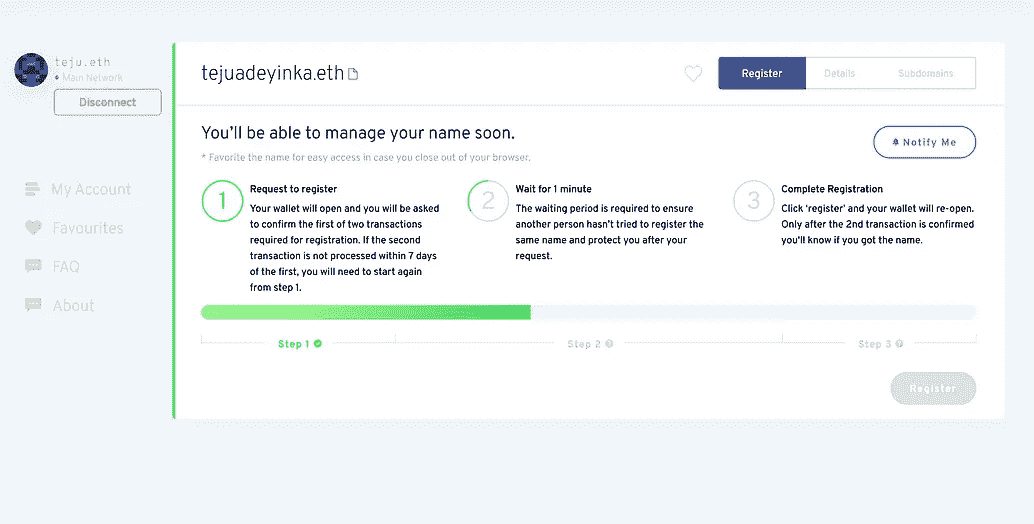 teju.eth
Main Network
Disconnect
My Account
Favourites
FAQ
About
tejuadeyinka.eth
Register
Details
Subdomains
You'll be able to manage your name soon.
* Favorite the name for easy access in case you close out of your browser.
Notify Me
1
Request to register
Your wallet will open and you will be asked
to confirm the first of two transactions
required for registration. If the second
transaction is not processed within 7 days
of the first, you will need to start again
from step 1.
2
Wait for 1 minute
The waiting period is required to ensure
another person hasn't tried to register the
same name and protect you after your
request.
3
Complete Registration
Click 'register' and your wallet will re-open.
Only after the 2nd transaction is confirmed
you'll know if you got the name.
Step 1
Step 2
Step 3
Register